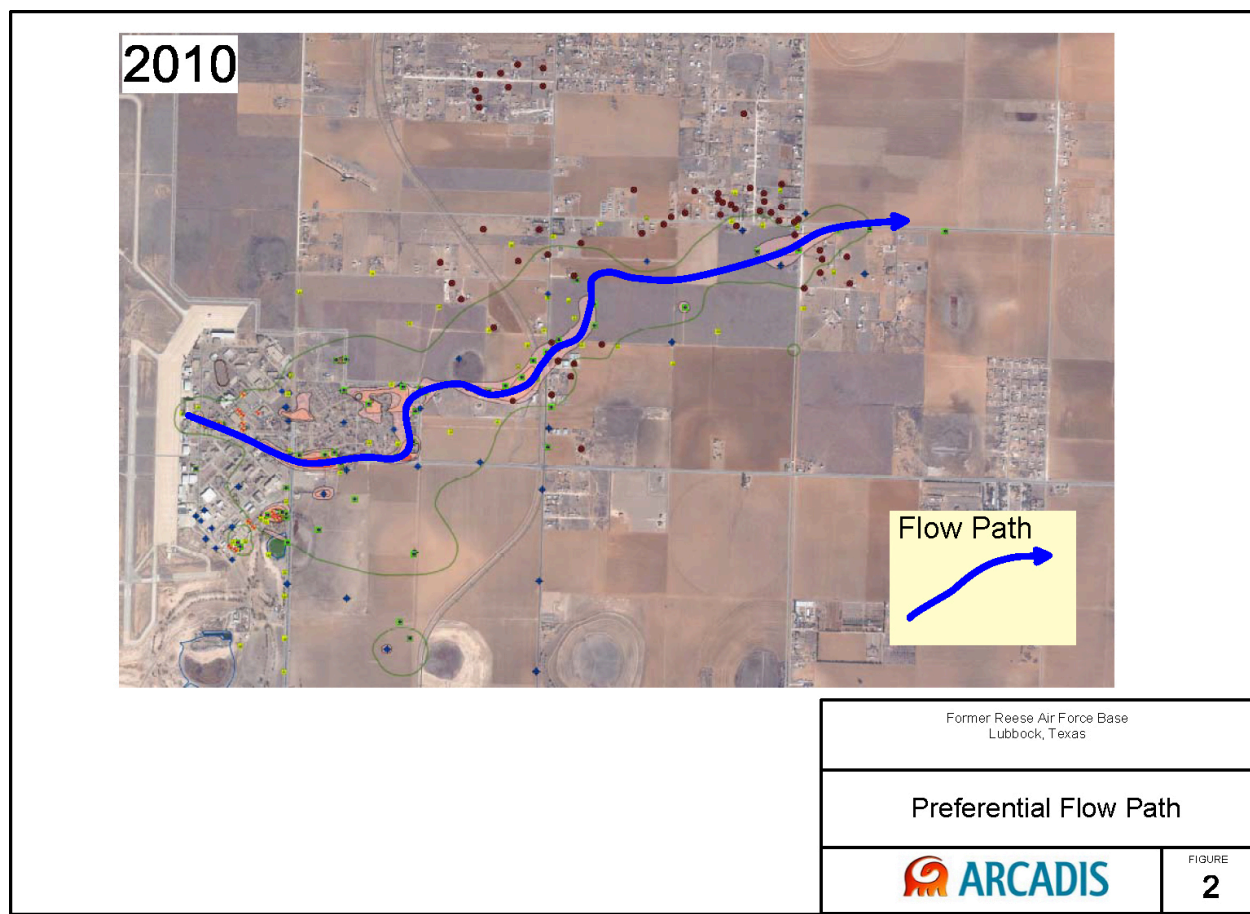 2010
Flow Path
Former Reese Air Force Base
Lubbock, Texas
Preferential Flow Path
ARCADIS
FIGURE
2